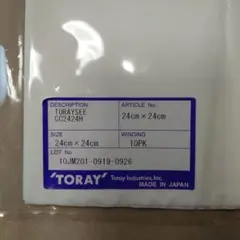 DESCRIPTION
TORAYSEE
CC2424H
ARTICLE No.
24cm×24cm
SIZE
24cm×24cm
WINDING
10PK
LOT No
10JM201-0919-0926
'TORAY' Toray Industries, Inc.
MADE IN JAPAN